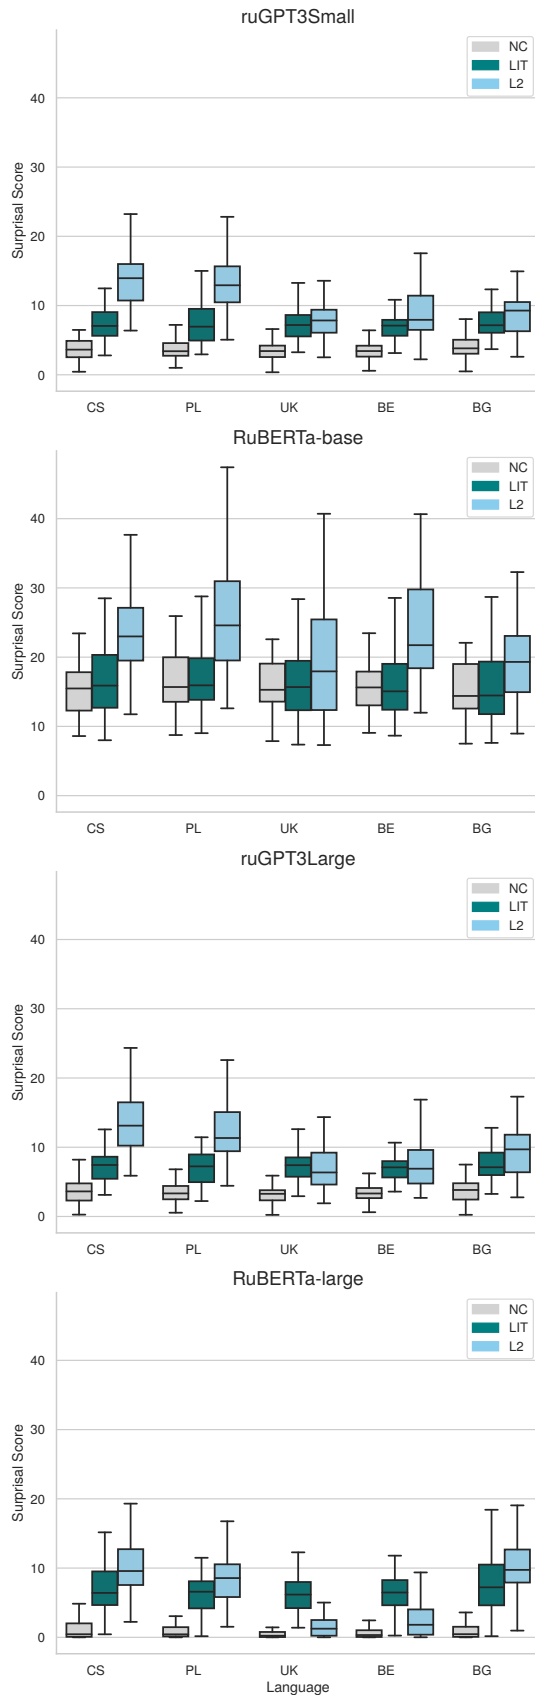 ruGPT3Small
NC
LIT
L2
40
30
20
10
0
Surprisal Score
CS PL UK BE BG
RuBERTa-base
NC
LIT
L2
40
30
20
10
0
Surprisal Score
CS PL UK BE BG
ruGPT3Large
NC
LIT
L2
40
30
20
10
0
Surprisal Score
CS PL UK BE BG
RuBERTa-large
NC
LIT
L2
40
30
20
10
0
Surprisal Score
CS PL UK BE BG
Language